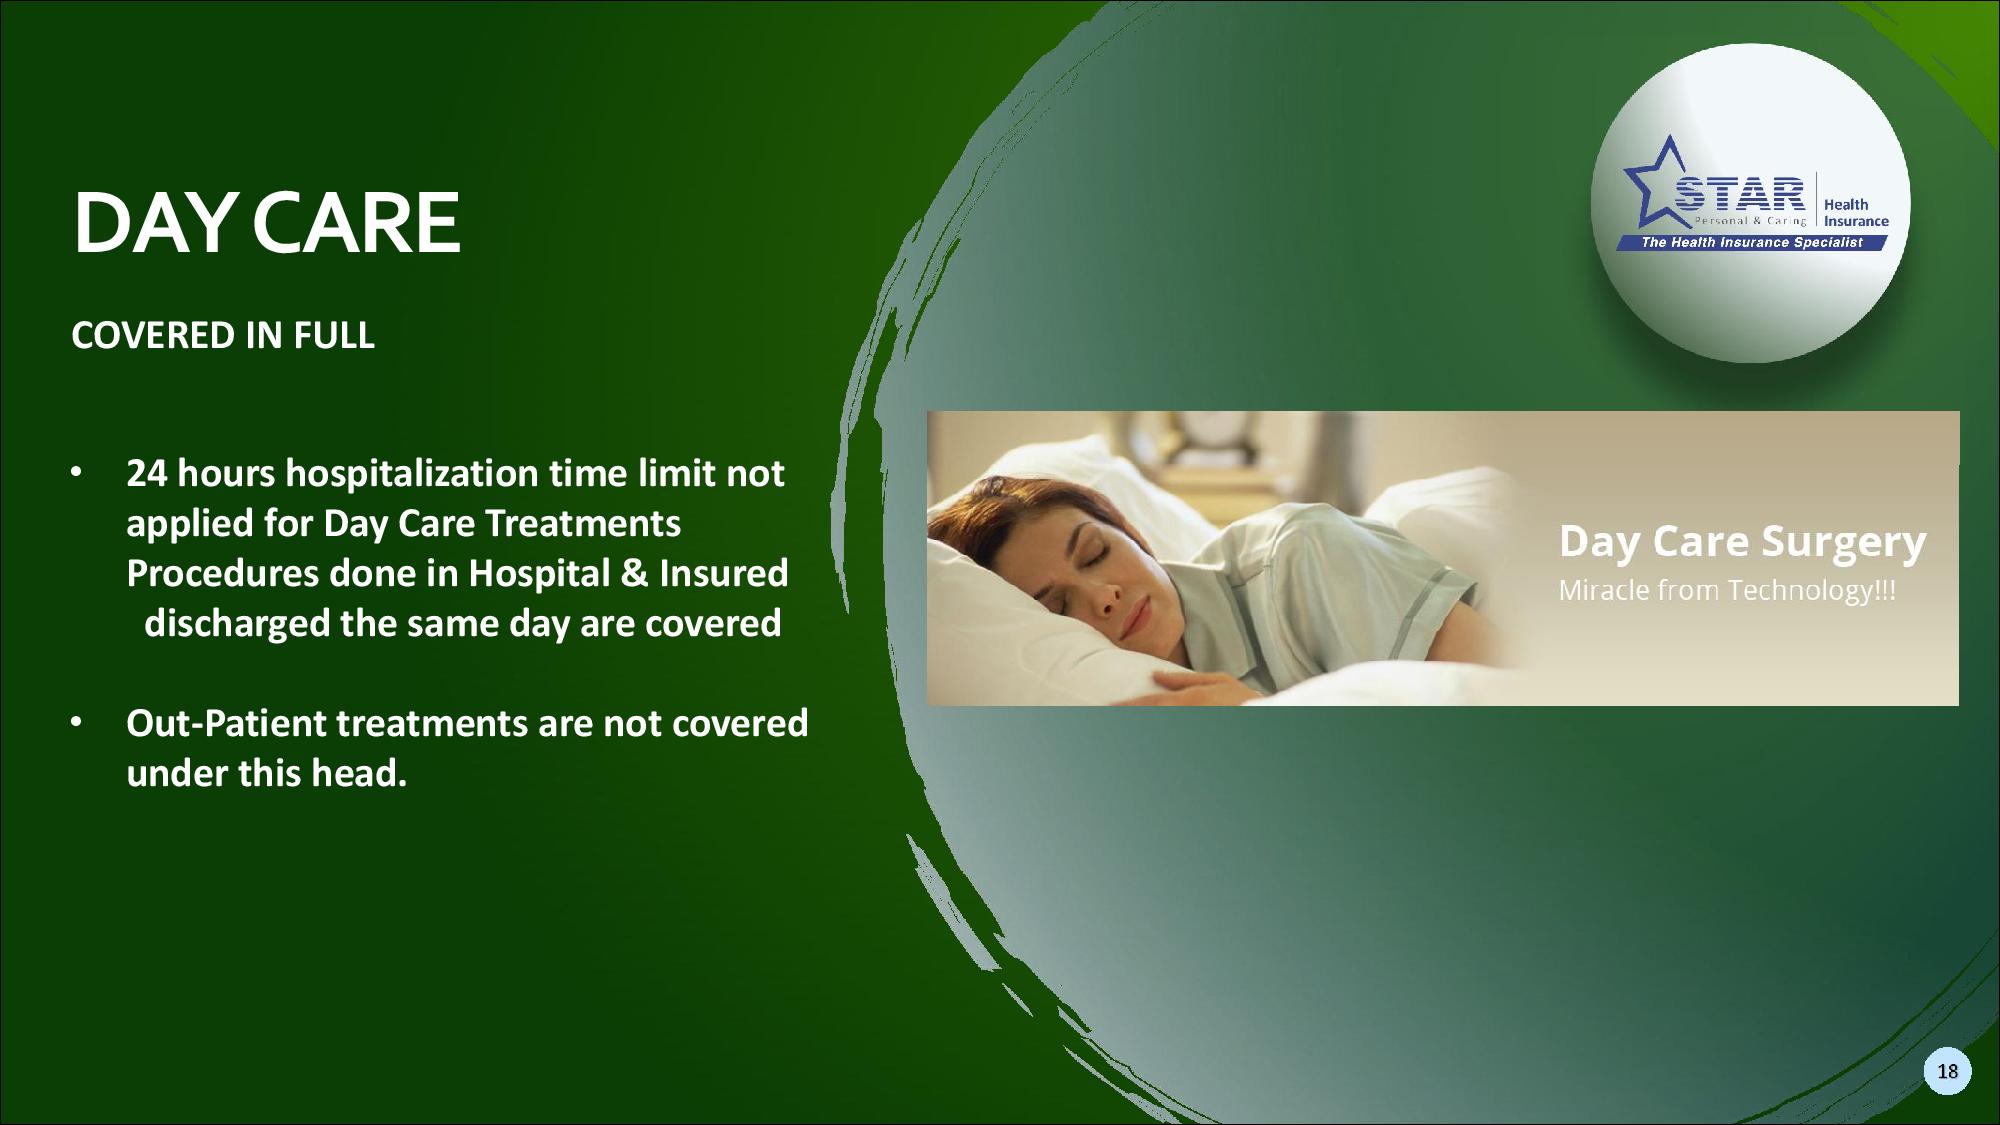 DAY CARE
COVERED IN FULL
• 24 hours hospitalization time limit not
applied for Day Care Treatments
Procedures done in Hospital & Insured
discharged the same day are covered
• Out-Patient treatments are not covered
under this head.
STAR
Personal & Caring
Health
Insurance
The Health Insurance Specialist
Day Care Surgery
Miracle from Technology!!!
18